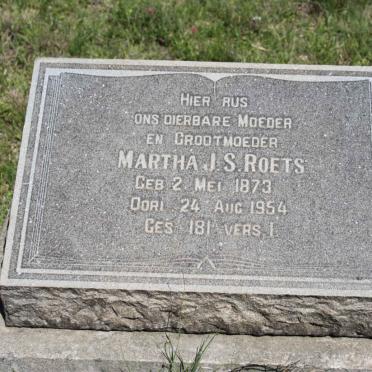 HIER RUS
ONS DIERBARE MOEDER
EN GROOTMOEDER
MARTHA J.S. ROETS
GEB 2. MEI 1873
OORL 24 AUG 1954
GES. 181 VERS 1.